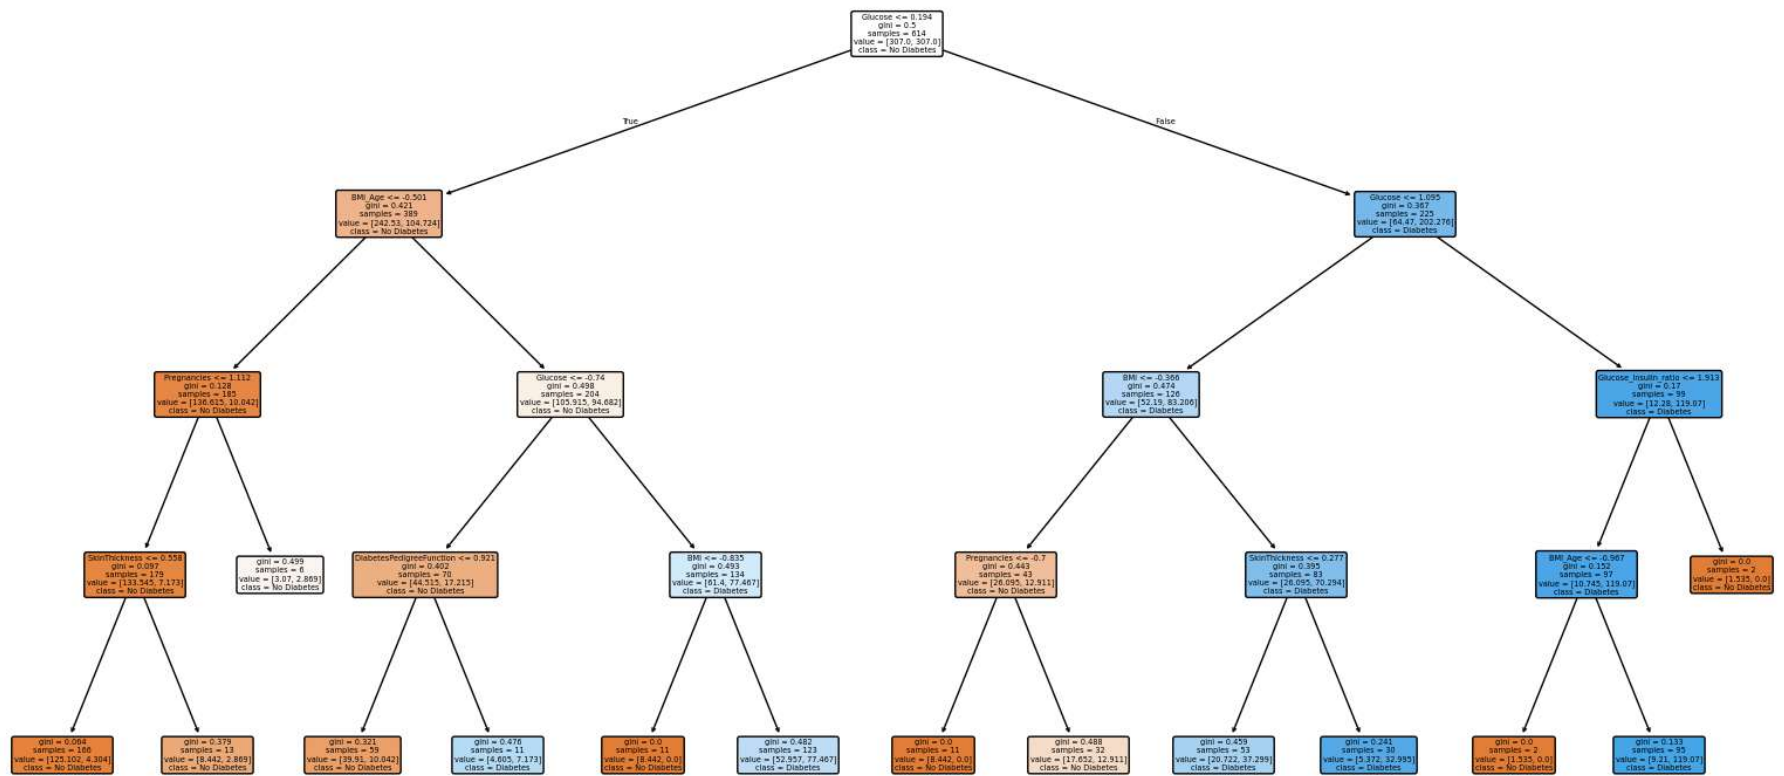 Glucose <= 0.194
gini = 0.5
samples = 614
value = [307.0, 307.0]
class = No Diabetes
True
False
BMI_Age <= -0.501
gini = 0.421
samples = 389
value = [242.53, 104.724]
class = No Diabetes
Glucose <= 1.095
gini = 0.367
samples = 225
value = [64.47, 202.276]
class = Diabetes
Pregnancies <= 1.112
gini = 0.128
samples = 185
value = [136.615, 10.042]
class = No Diabetes
Glucose <= -0.74
gini = 0.498
samples = 204
value = [105.915, 94.682]
class = No Diabetes
BMI <= -0.366
gini = 0.474
samples = 126
value = [52.19, 83.206]
class = Diabetes
Glucose_Insulin_ratio <= 1.913
gini = 0.17
samples = 99
value = [12.28, 119.07]
class = Diabetes
SkinThickness <= 0.558
gini = 0.097
samples = 179
value = [133.545, 7.173]
class = No Diabetes
gini = 0.499
samples = 6
value = [3.07, 2.869]
class = No Diabetes
DiabetesPedigreeFunction <= 0.921
gini = 0.402
samples = 70
value = [44.515, 17.215]
class = No Diabetes
BMI <= -0.835
gini = 0.493
samples = 134
value = [61.4, 77.467]
class = Diabetes
Pregnancies <= -0.7
gini = 0.443
samples = 43
value = [26.095, 12.911]
class = No Diabetes
SkinThickness <= 0.277
gini = 0.395
samples = 83
value = [26.095, 70.294]
class = Diabetes
BMI_Age <= -0.967
gini = 0.152
samples = 97
value = [10.745, 119.07]
class = Diabetes
gini = 0.0
samples = 2
value = [1.535, 0.0]
class = No Diabetes
gini = 0.064
samples = 166
value = [125.102, 4.304]
class = No Diabetes
gini = 0.379
samples = 13
value = [8.442, 2.869]
class = No Diabetes
gini = 0.321
samples = 59
value = [39.91, 10.042]
class = No Diabetes
gini = 0.476
samples = 11
value = [4.605, 7.173]
class = Diabetes
gini = 0.0
samples = 11
value = [8.442, 0.0]
class = No Diabetes
gini = 0.482
samples = 123
value = [52.957, 77.467]
class = Diabetes
gini = 0.0
samples = 11
value = [8.442, 0.0]
class = No Diabetes
gini = 0.488
samples = 32
value = [17.652, 12.911]
class = No Diabetes
gini = 0.459
samples = 53
value = [20.722, 37.299]
class = Diabetes
gini = 0.241
samples = 30
value = [5.372, 32.995]
class = Diabetes
gini = 0.0
samples = 2
value = [1.535, 0.0]
class = No Diabetes
gini = 0.133
samples = 95
value = [9.21, 119.07]
class = Diabetes